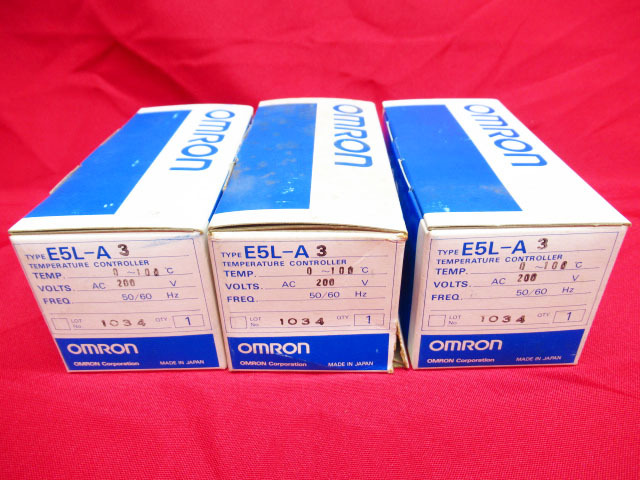 OMRON
TYPE E5L-A 3
TEMPERATURE CONTROLLER
TEMP. 0 ~100 °C
VOLTS. AC 200 V
FREQ. 50/60 Hz
LOT No. 1034 QTY 1
OMRON
OMRON Corporation MADE IN JAPAN
OMRON
TYPE E5L-A 3
TEMPERATURE CONTROLLER
TEMP. 0 ~100 °C
VOLTS. AC 200 V
FREQ. 50/60 Hz
LOT No. 1034 QTY 1
OMRON
OMRON Corporation MADE IN JAPAN
OMRON
TYPE E5L-A 3
TEMPERATURE CONTROLLER
TEMP. 0 ~100 °C
VOLTS. AC 200 V
FREQ. 50/60 Hz
LOT No. 1034 QTY 1
OMRON
OMRON Corporation MADE IN JAPAN